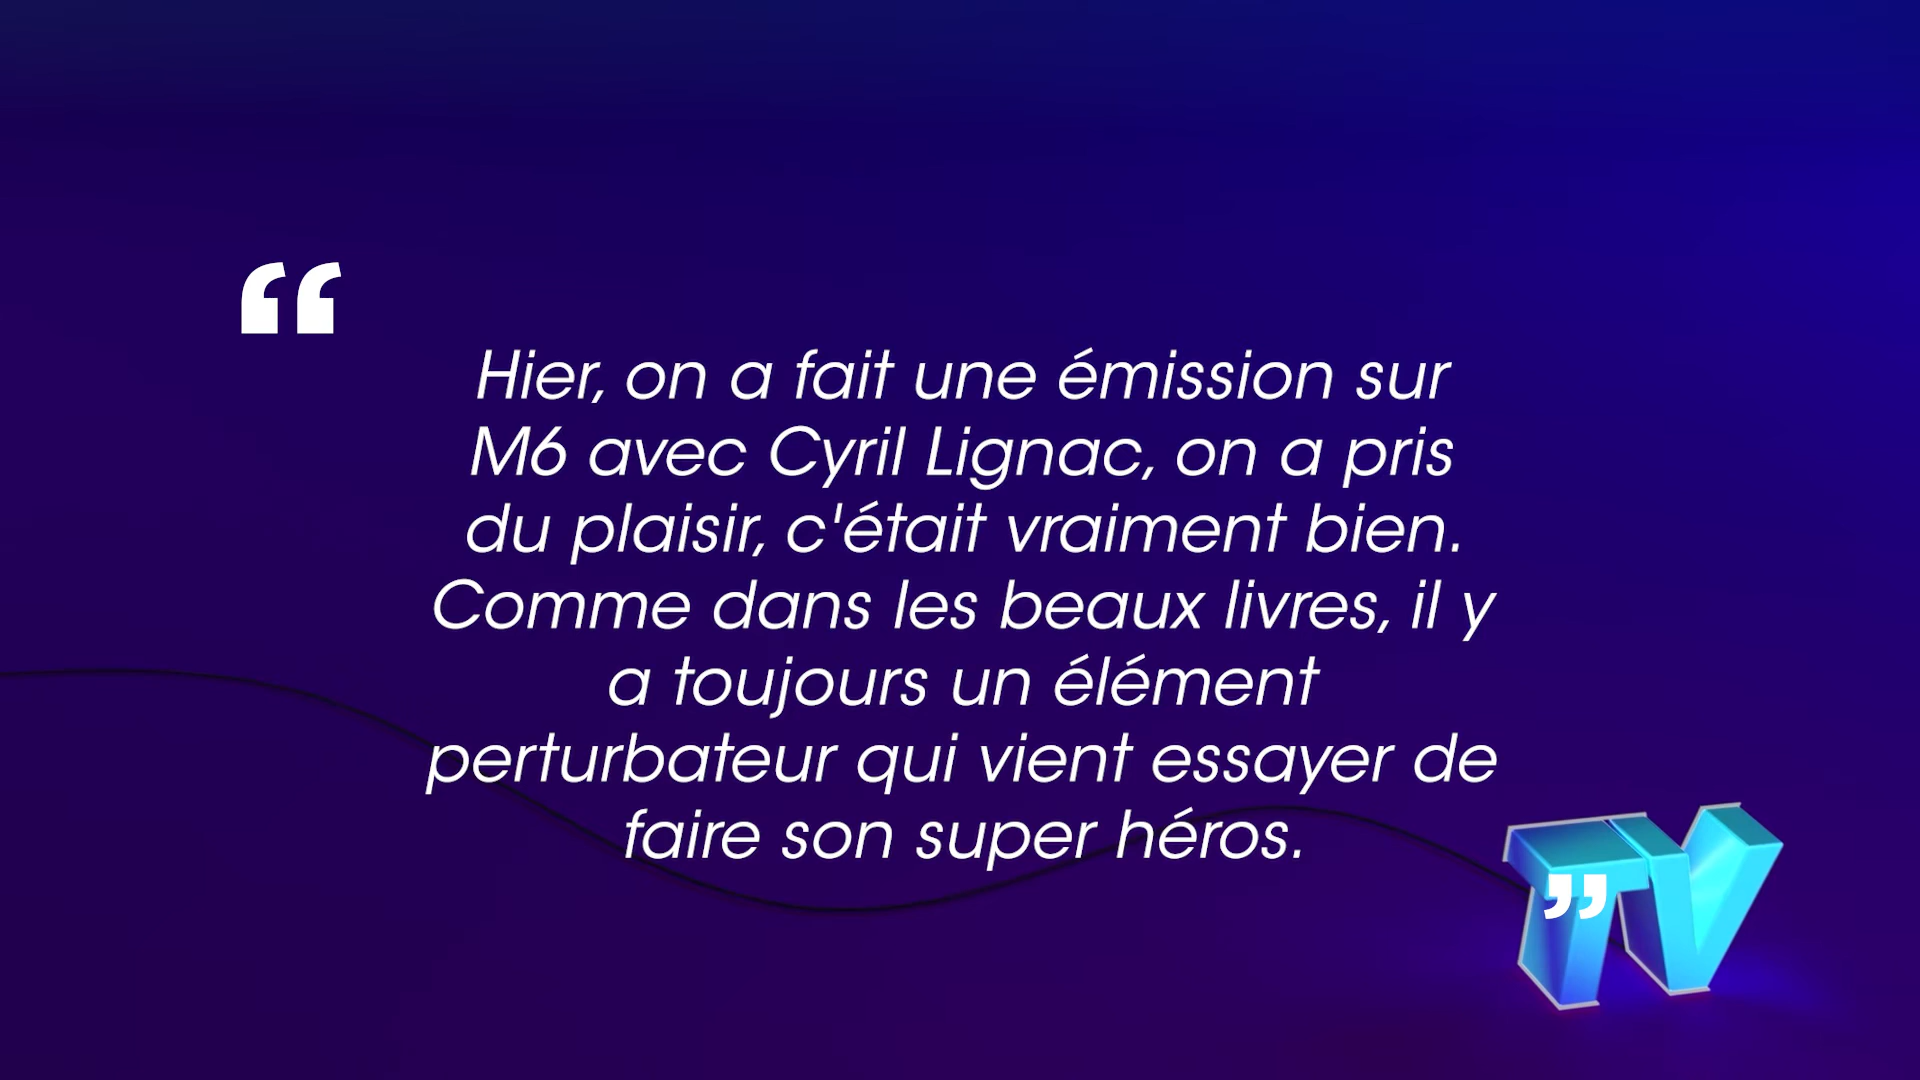 “
Hier, on a fait une émission sur
M6 avec Cyril Lignac, on a pris
du plaisir, c'était vraiment bien.
Comme dans les beaux livres, il y
a toujours un élément
perturbateur qui vient essayer de
faire son super héros.
”
TV